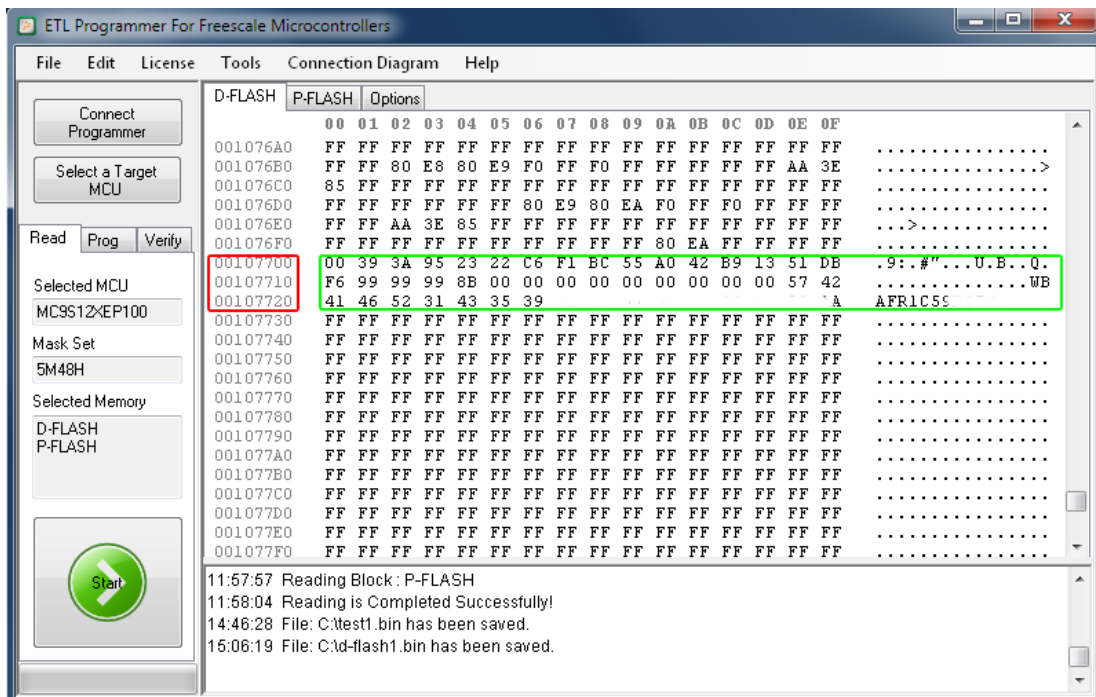 ETL Programmer For Freescale Microcontrollers
File Edit License Tools Connection Diagram Help
Connect
Programmer
Select a Target
MCU
Read Prog Verify
Selected MCU
MC9S12XEP100
Mask Set
5M48H
Selected Memory
D-FLASH
P-FLASH
Start
D-FLASH P-FLASH Options
00 01 02 03 04 05 06 07 08 09 0A 0B 0C 0D 0E 0F
001076A0 FF FF FF FF FF FF FF FF FF FF FF FF FF FF FF FF ................
001076B0 FF FF 80 E8 80 E9 F0 FF F0 FF FF FF FF FF AA 3E ...............>
001076C0 85 FF FF FF FF FF FF FF FF FF FF FF FF FF FF FF ................
001076D0 FF FF FF FF FF FF 80 E9 80 EA F0 FF F0 FF FF FF ................
001076E0 FF FF AA 3E 85 FF FF FF FF FF FF FF FF FF FF FF ...>............
001076F0 FF FF FF FF FF FF FF FF FF FF 80 EA FF FF FF FF ................
00107700 00 39 3A 95 23 22 C6 F1 BC 55 A0 42 B9 13 51 DB .9:.#"...U.B..Q.
00107710 F6 99 99 99 8B 00 00 00 00 00 00 00 00 00 57 42 ..............WB
00107720 41 46 52 31 43 35 39 AFR1C59
00107730 FF FF FF FF FF FF FF FF FF FF FF FF FF FF FF FF ................
00107740 FF FF FF FF FF FF FF FF FF FF FF FF FF FF FF FF ................
00107750 FF FF FF FF FF FF FF FF FF FF FF FF FF FF FF FF ................
00107760 FF FF FF FF FF FF FF FF FF FF FF FF FF FF FF FF ................
00107770 FF FF FF FF FF FF FF FF FF FF FF FF FF FF FF FF ................
00107780 FF FF FF FF FF FF FF FF FF FF FF FF FF FF FF FF ................
00107790 FF FF FF FF FF FF FF FF FF FF FF FF FF FF FF FF ................
001077A0 FF FF FF FF FF FF FF FF FF FF FF FF FF FF FF FF ................
001077B0 FF FF FF FF FF FF FF FF FF FF FF FF FF FF FF FF ................
001077C0 FF FF FF FF FF FF FF FF FF FF FF FF FF FF FF FF ................
001077D0 FF FF FF FF FF FF FF FF FF FF FF FF FF FF FF FF ................
001077E0 FF FF FF FF FF FF FF FF FF FF FF FF FF FF FF FF ................
001077F0 FF FF FF FF FF FF FF FF FF FF FF FF FF FF FF FF ................
11:57:57 Reading Block : P-FLASH
11:58:04 Reading is Completed Successfully!
14:46:28 File: C:\test1.bin has been saved.
15:06:19 File: C:\d-flash1.bin has been saved.